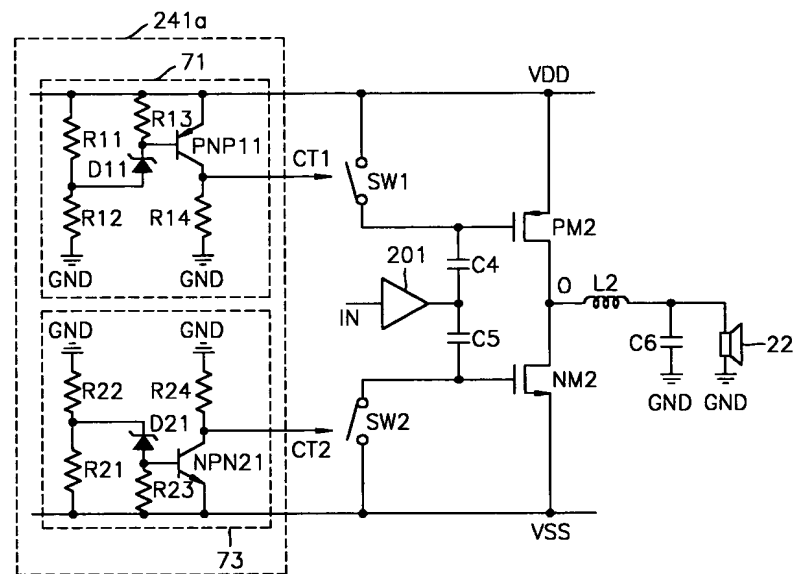 241a
71
VDD
R13
R11
PNP11
D11
CT1
SW1
R12
R14
PM2
GND
GND
201
C4
O
L2
IN
GND
GND
C5
C6
22
R22
R24
NM2
GND
GND
D21
SW2
CT2
R21
NPN21
R23
VSS
73